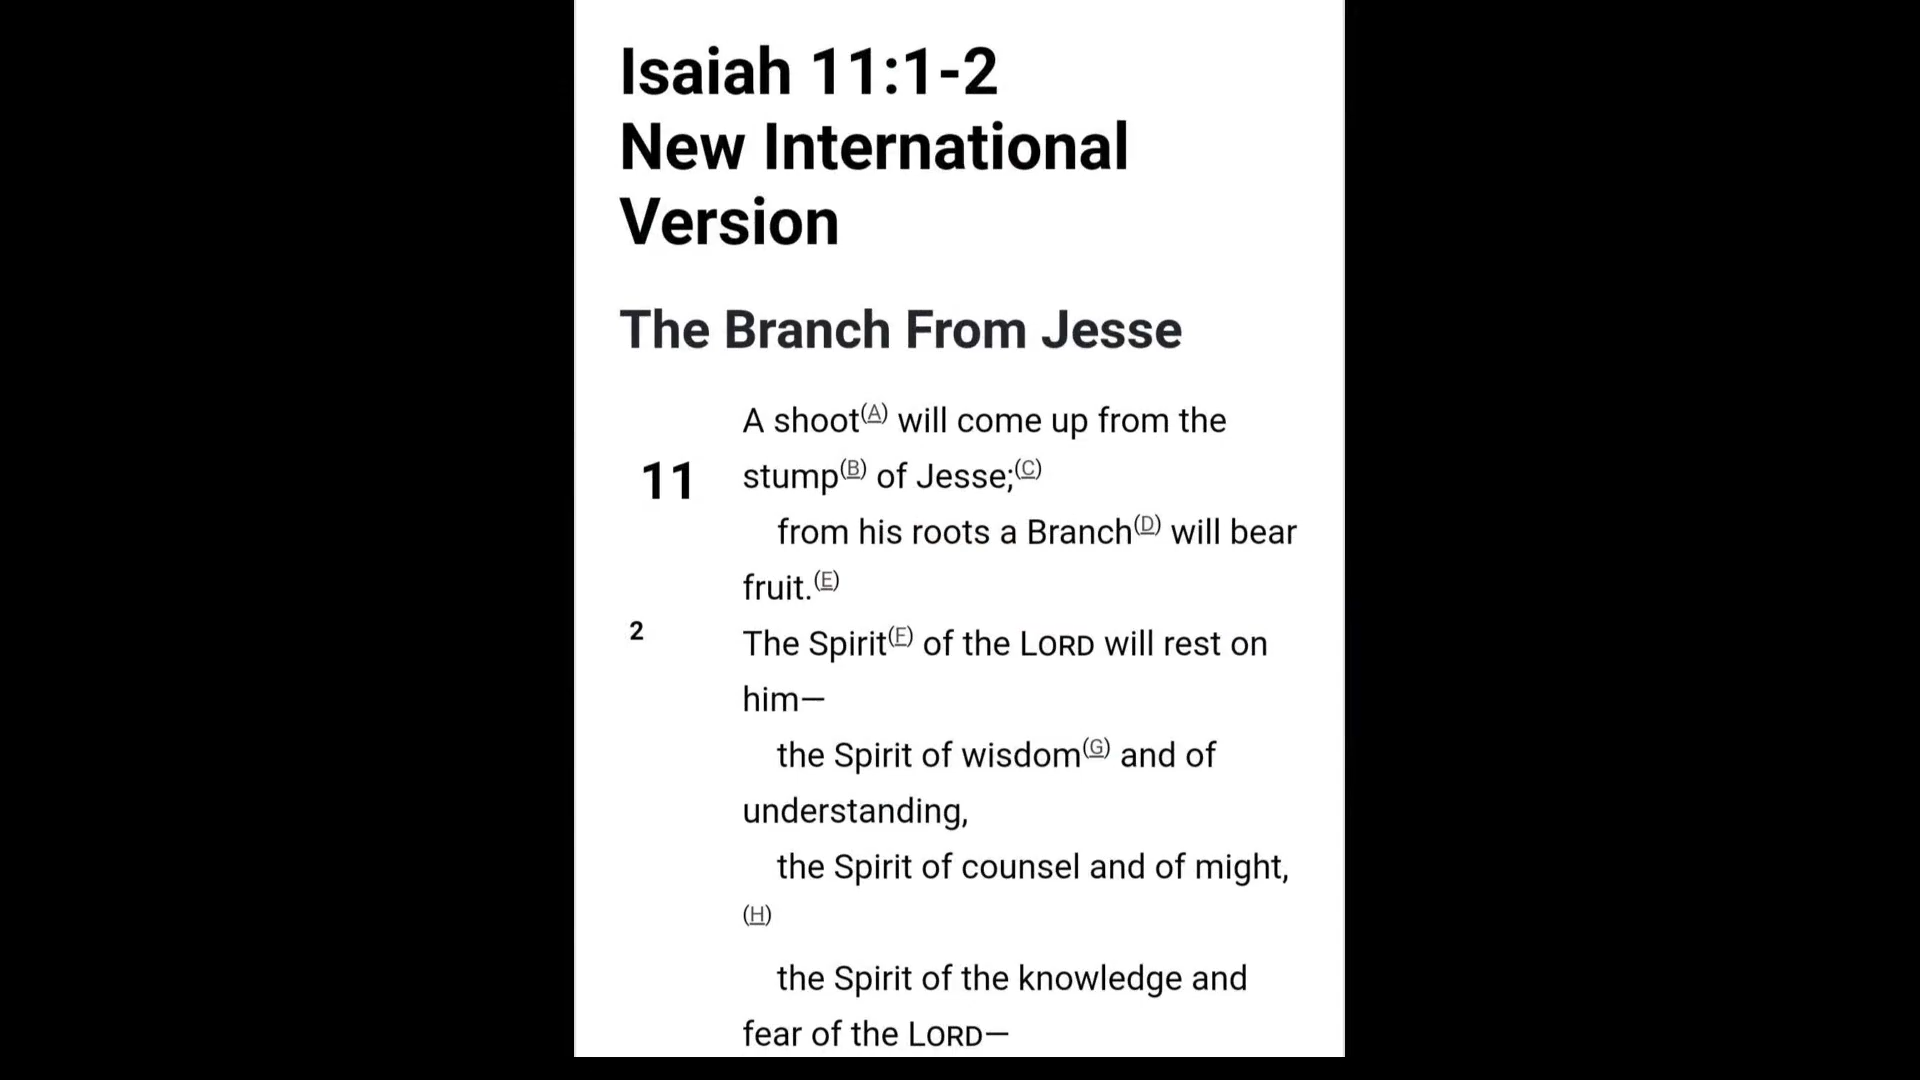 Isaiah 11:1-2
New International
Version
The Branch From Jesse
A shoot(A) will come up from the
11 stump(B) of Jesse;(C)
from his roots a Branch(D) will bear
fruit.(E)
2 The Spirit(F) of the LORD will rest on
him—
the Spirit of wisdom(G) and of
understanding,
the Spirit of counsel and of might,
(H)
the Spirit of the knowledge and
fear of the LORD—